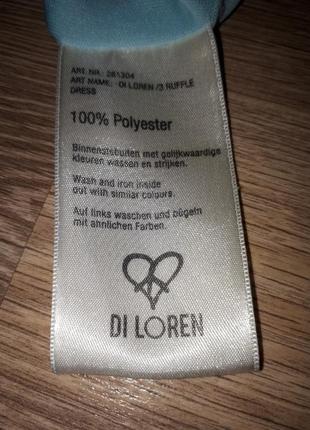 ART. NR.: 281304
ART NAME.: DI LOREN /3 RUFFLE
DRESS
100% Polyester
Binnenstebuiten met gelijkwaardige
kleuren wassen en strijken.
Wash and iron inside
out with similar colours.
Auf links waschen und bügeln
mit ähnlichen Farben.
DI LOREN